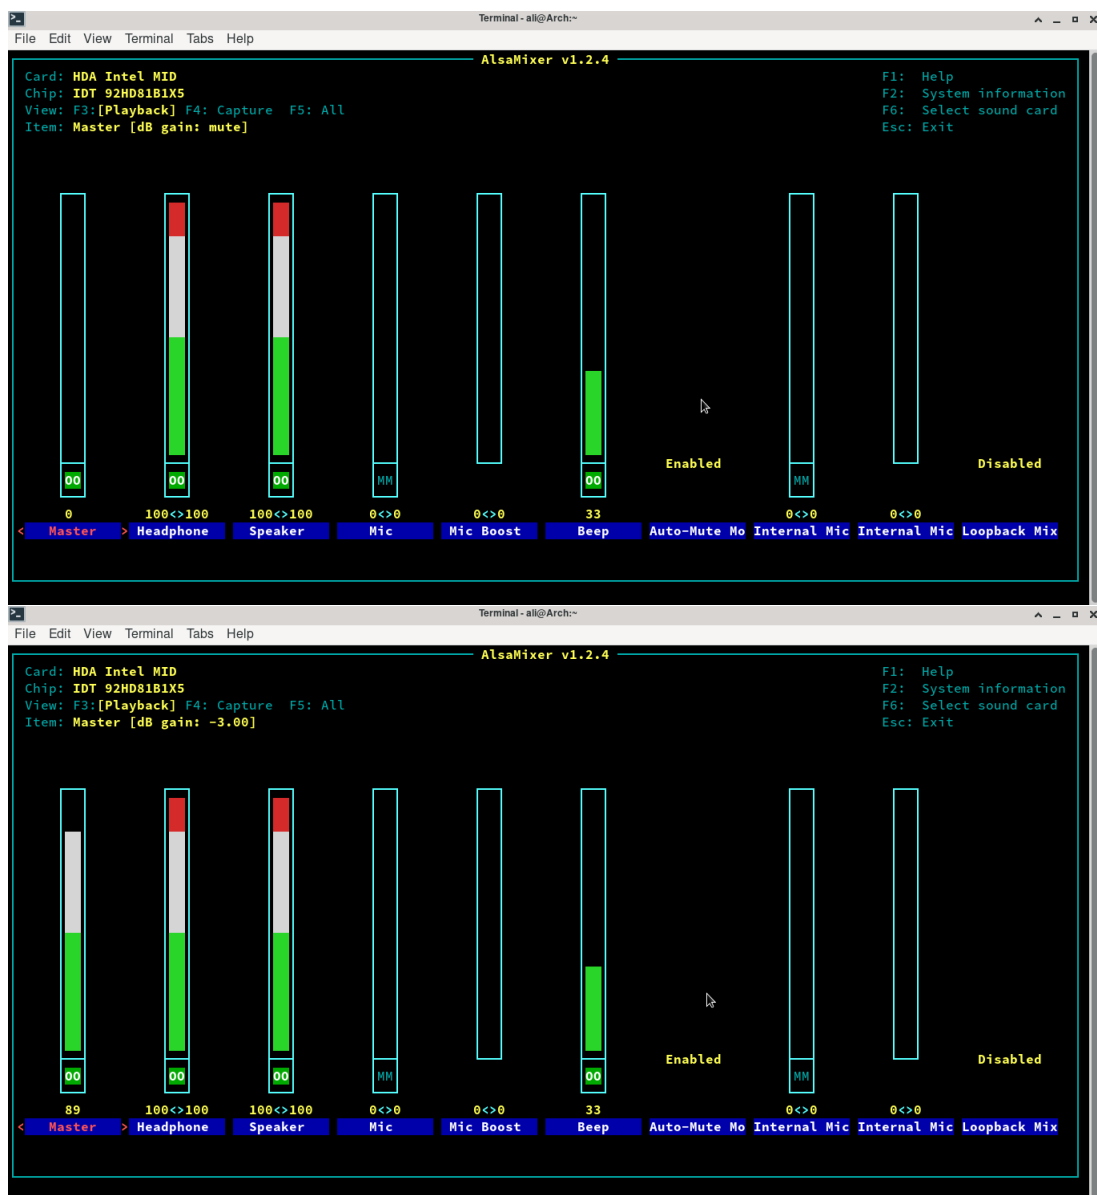 Terminal - ali@Arch:~
File Edit View Terminal Tabs Help
AlsaMixer v1.2.4
Card: HDA Intel MID F1: Help
Chip: IDT 92HD81B1X5 F2: System information
View: F3:[Playback] F4: Capture F5: All F6: Select sound card
Item: Master [dB gain: mute] Esc: Exit
Enabled Disabled
OO OO OO MM OO MM
0 100<>100 100<>100 0<>0 0<>0 33 0<>0 0<>0
< Master > Headphone Speaker Mic Mic Boost Beep Auto-Mute Mo Internal Mic Internal Mic Loopback Mix
Terminal - ali@Arch:~
File Edit View Terminal Tabs Help
AlsaMixer v1.2.4
Card: HDA Intel MID F1: Help
Chip: IDT 92HD81B1X5 F2: System information
View: F3:[Playback] F4: Capture F5: All F6: Select sound card
Item: Master [dB gain: -3.00] Esc: Exit
Enabled Disabled
OO OO OO MM OO MM
89 100<>100 100<>100 0<>0 0<>0 33 0<>0 0<>0
< Master > Headphone Speaker Mic Mic Boost Beep Auto-Mute Mo Internal Mic Internal Mic Loopback Mix